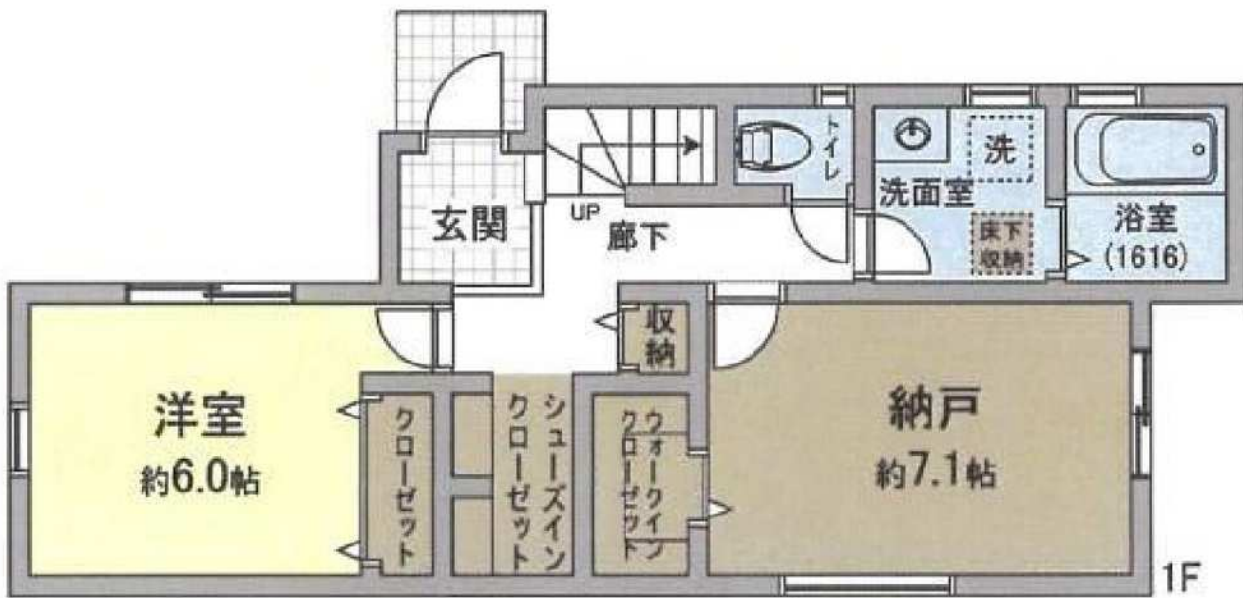 トイレ
洗
洗面室
玄関
UP
廊下
床下
収納
浴室
(1616)
収納
洋室
約6.0帖
クローゼット
シューズイン
クローゼット
ウォークイン
クローゼット
納戸
約7.1帖
1F